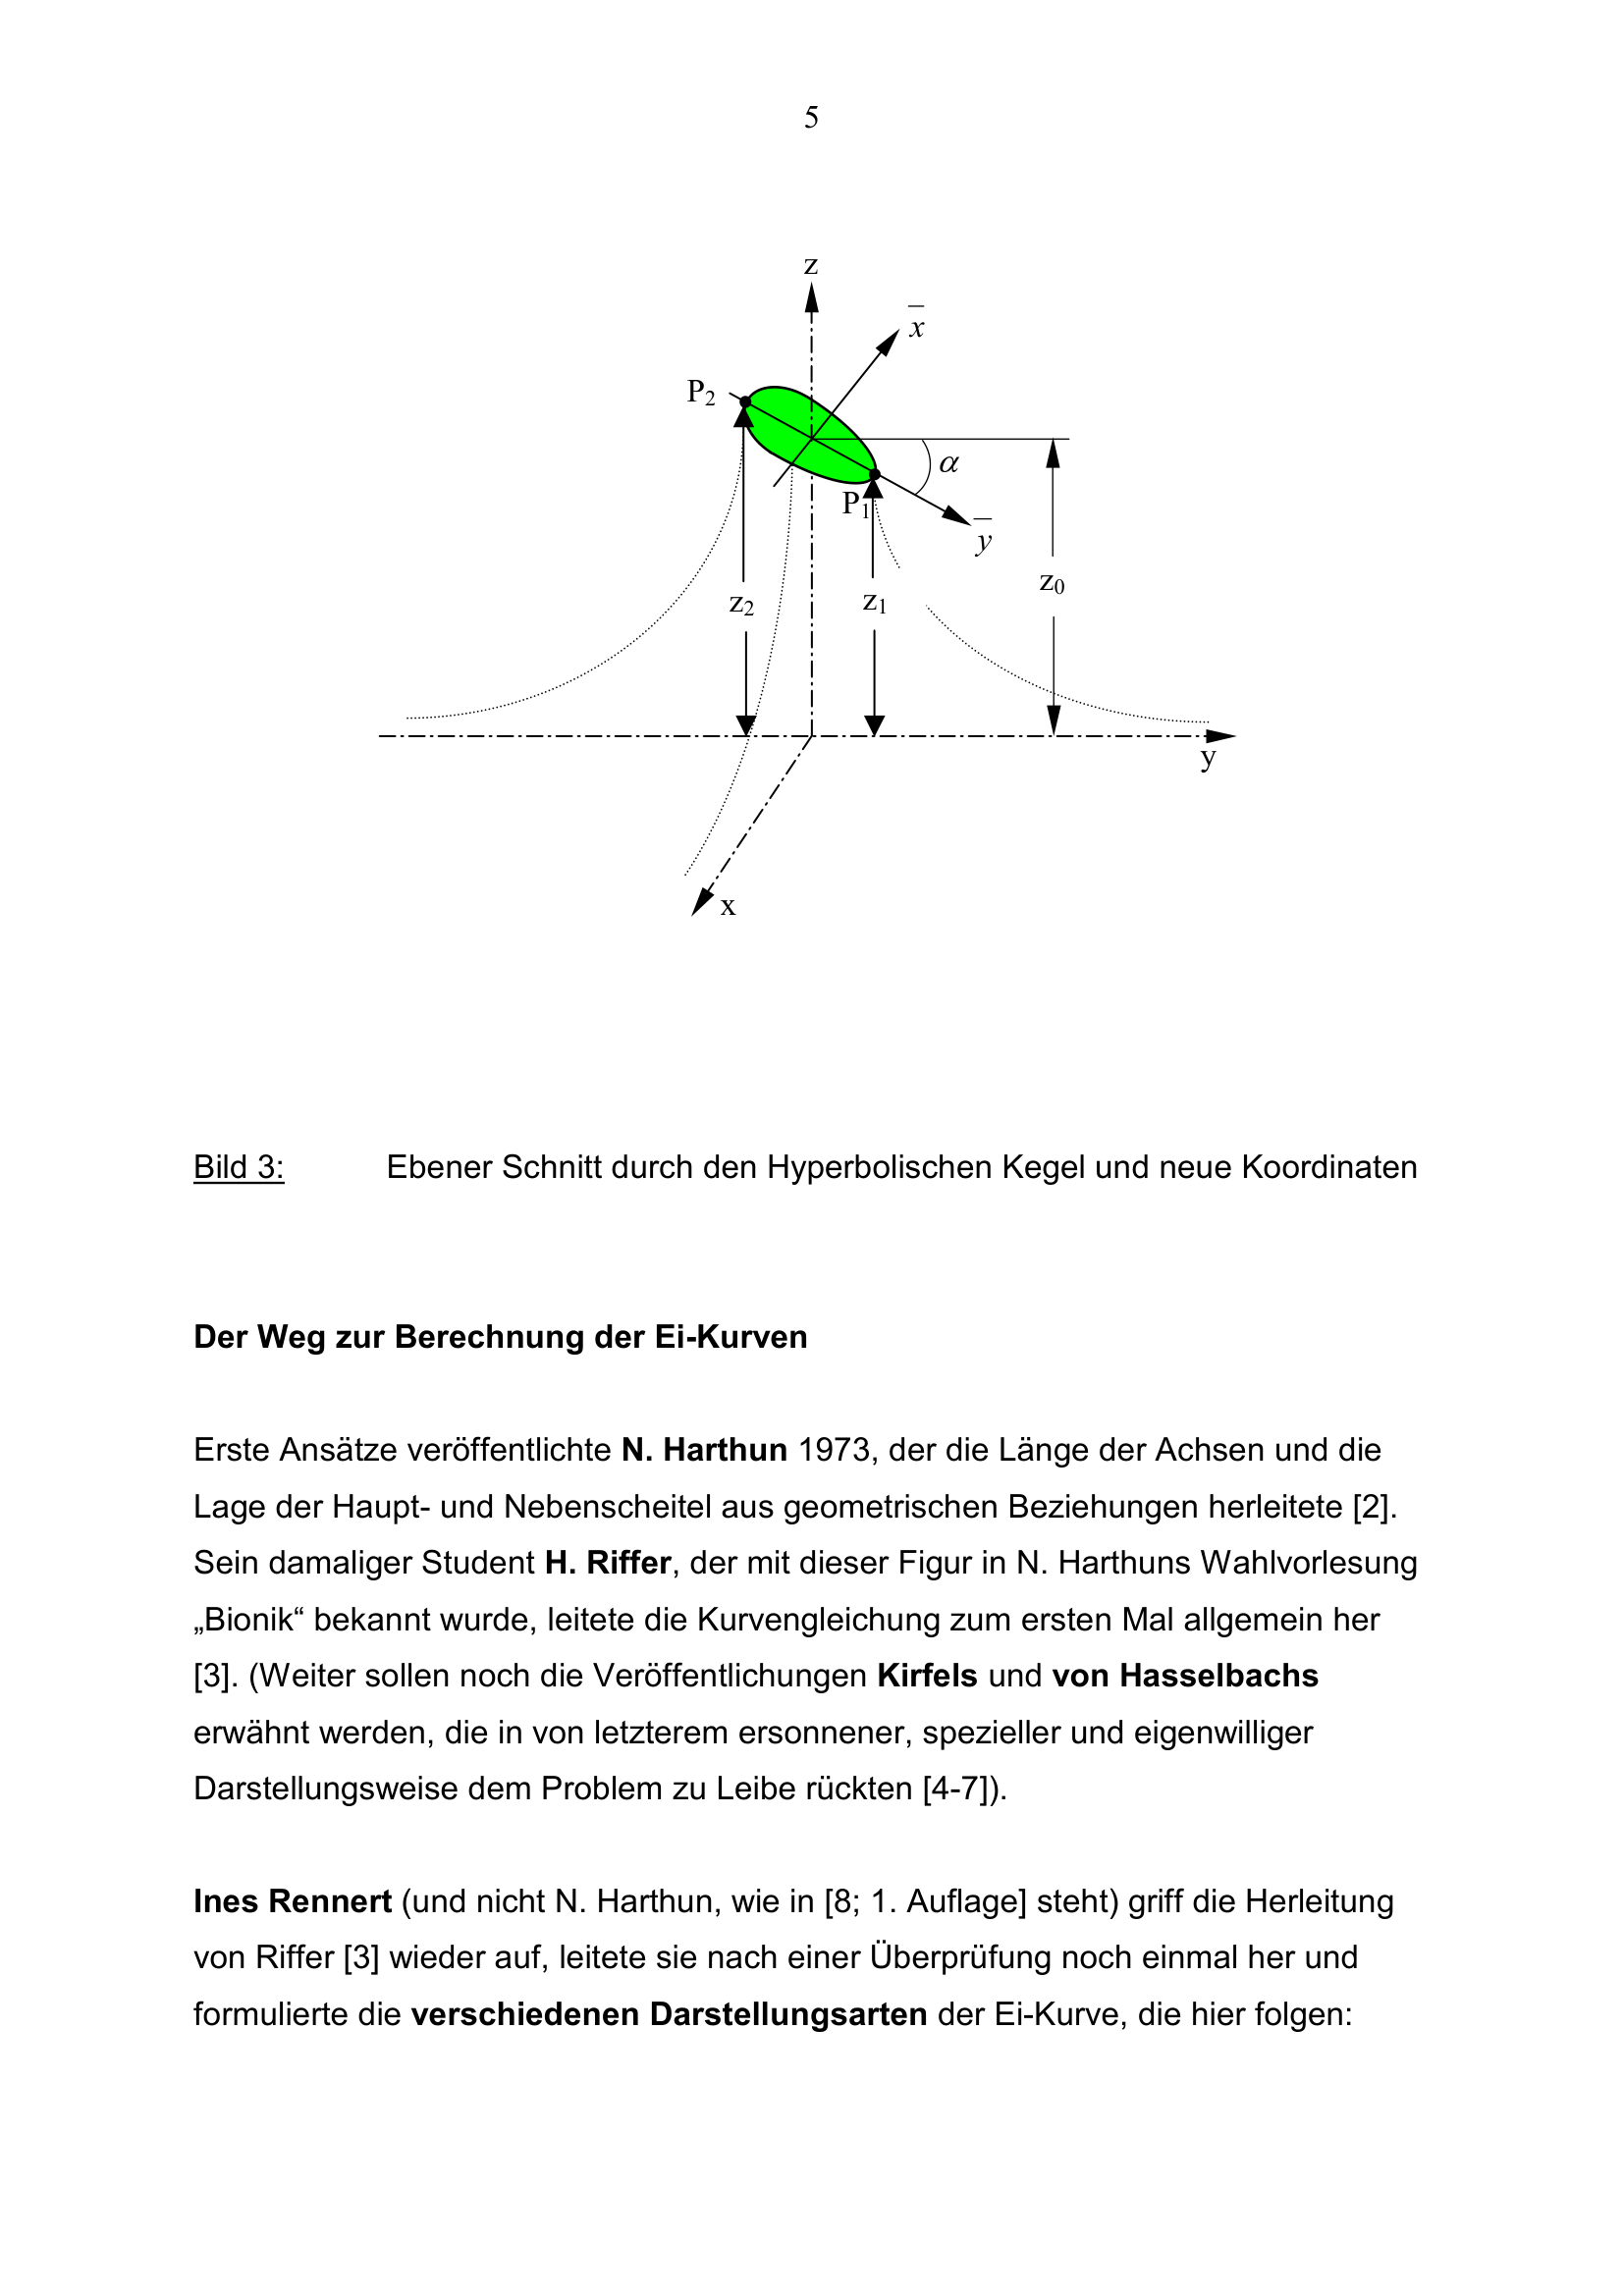 5
z
x̅
P₂
α
P₁
y̅
z₀
z₂
z₁
y
x
Bild 3: Ebener Schnitt durch den Hyperbolischen Kegel und neue Koordinaten
Der Weg zur Berechnung der Ei-Kurven
Erste Ansätze veröffentlichte N. Harthun 1973, der die Länge der Achsen und die
Lage der Haupt- und Nebenscheitel aus geometrischen Beziehungen herleitete [2].
Sein damaliger Student H. Riffer, der mit dieser Figur in N. Harthuns Wahlvorlesung
„Bionik“ bekannt wurde, leitete die Kurvengleichung zum ersten Mal allgemein her
[3]. (Weiter sollen noch die Veröffentlichungen Kirfels und von Hasselbachs
erwähnt werden, die in von letzterem ersonnener, spezieller und eigenwilliger
Darstellungsweise dem Problem zu Leibe rückten [4-7]).
Ines Rennert (und nicht N. Harthun, wie in [8; 1. Auflage] steht) griff die Herleitung
von Riffer [3] wieder auf, leitete sie nach einer Überprüfung noch einmal her und
formulierte die verschiedenen Darstellungsarten der Ei-Kurve, die hier folgen: